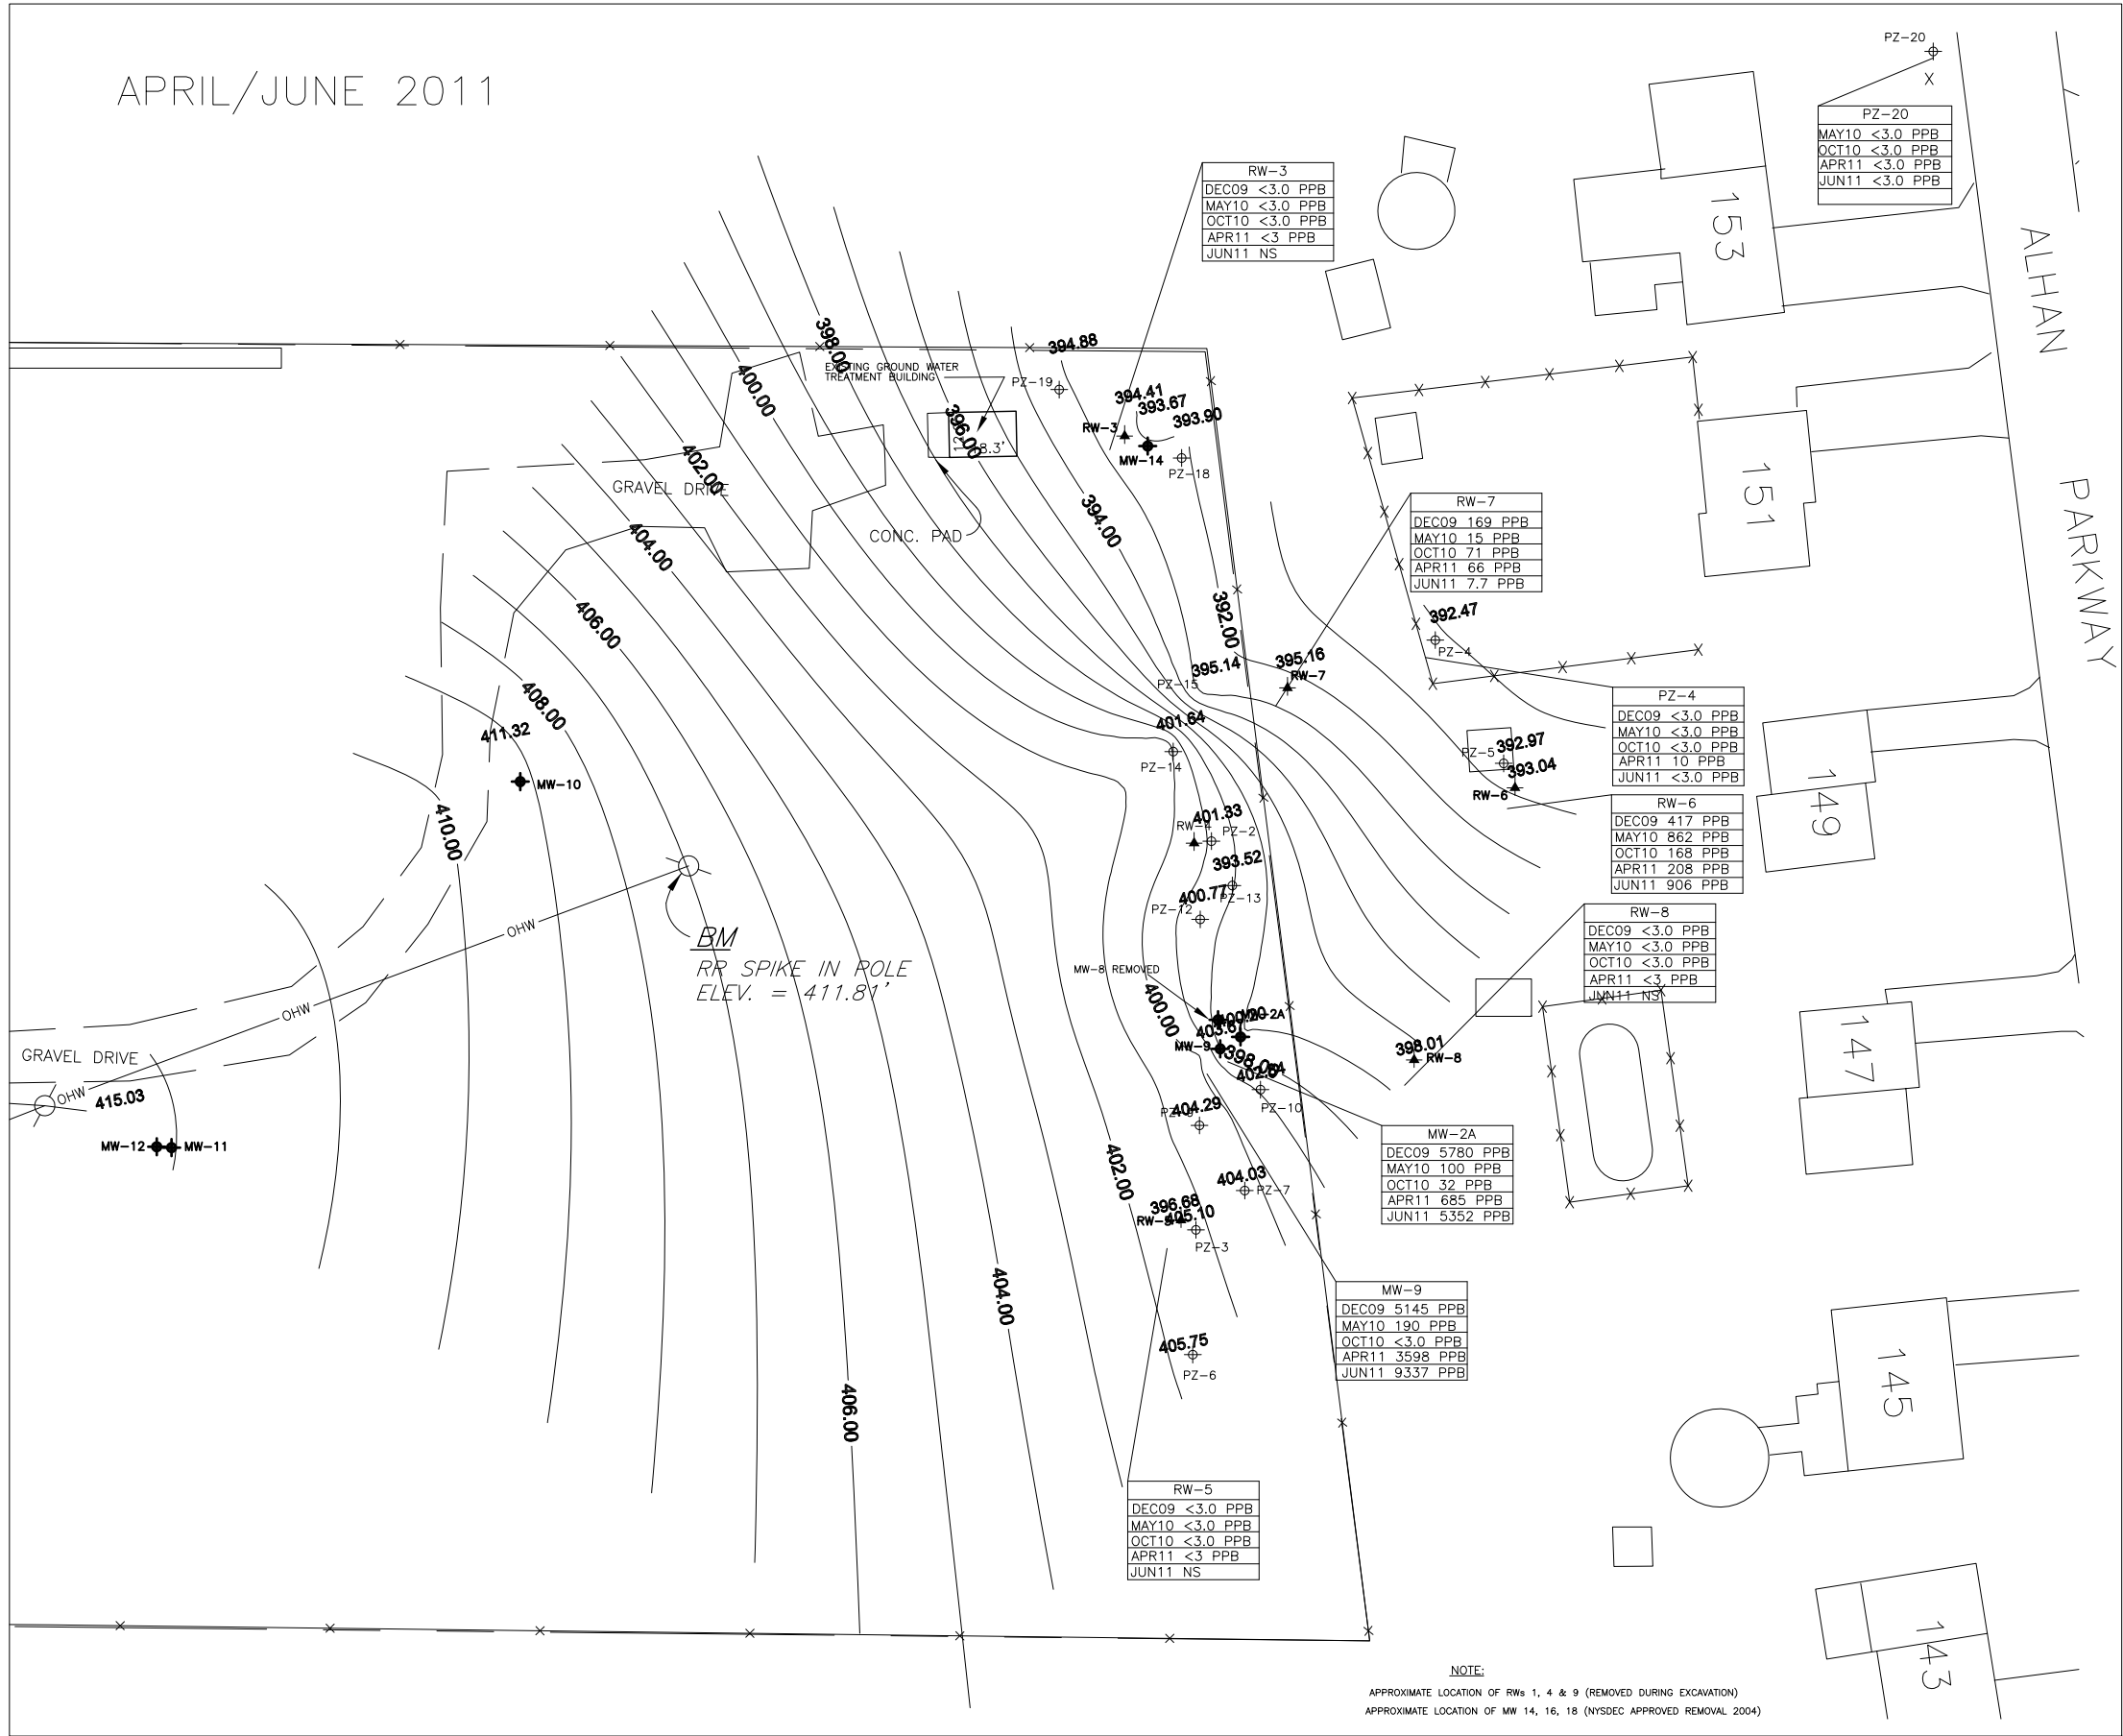 APRIL/JUNE 2011
PZ-20
PZ-20
MAY10 <3.0 PPB
OCT10 <3.0 PPB
APR11 <3.0 PPB
JUN11 <3.0 PPB
RW-3
DEC09 <3.0 PPB
MAY10 <3.0 PPB
OCT10 <3.0 PPB
APR11 <3 PPB
JUN11 NS
153
ALHAN
PARKWAY
398.00
394.88
EXISTING GROUND WATER
TREATMENT BUILDING
PZ-19
400.00
394.41
393.67
393.90
396.00
8.3'
RW-3
MW-14
PZ-18
402.00
GRAVEL DRIVE
CONC. PAD
394.00
404.00
151
RW-7
DEC09 169 PPB
MAY10 15 PPB
OCT10 71 PPB
APR11 66 PPB
JUN11 7.7 PPB
406.00
392.00
392.47
PZ-4
395.14
395.16
PZ-15
RW-7
408.00
411.32
MW-10
401.64
PZ-14
PZ-4
DEC09 <3.0 PPB
MAY10 <3.0 PPB
OCT10 <3.0 PPB
APR11 10 PPB
JUN11 <3.0 PPB
PZ-5
392.97
393.04
RW-6
149
RW-6
DEC09 417 PPB
MAY10 862 PPB
OCT10 168 PPB
APR11 208 PPB
JUN11 906 PPB
410.00
401.33
RW-4
PZ-2
393.52
400.77
PZ-13
PZ-12
OHW
OHW
OHW
BM
RR SPIKE IN POLE
ELEV. = 411.81'
RW-8
DEC09 <3.0 PPB
MAY10 <3.0 PPB
OCT10 <3.0 PPB
APR11 <3 PPB
JUN11 NS
MW-8 REMOVED
400.00
MW-9
398.01
RW-8
147
GRAVEL DRIVE
415.03
MW-12
MW-11
PZ-10
404.29
MW-2A
DEC09 5780 PPB
MAY10 100 PPB
OCT10 32 PPB
APR11 685 PPB
JUN11 5352 PPB
402.00
404.03
PZ-7
396.68
405.10
PZ-3
404.00
MW-9
DEC09 5145 PPB
MAY10 190 PPB
OCT10 <3.0 PPB
APR11 3598 PPB
JUN11 9337 PPB
405.75
PZ-6
406.00
145
RW-5
DEC09 <3.0 PPB
MAY10 <3.0 PPB
OCT10 <3.0 PPB
APR11 <3 PPB
JUN11 NS
143
NOTE:
APPROXIMATE LOCATION OF RWs 1, 4 & 9 (REMOVED DURING EXCAVATION)
APPROXIMATE LOCATION OF MW 14, 16, 18 (NYSDEC APPROVED REMOVAL 2004)